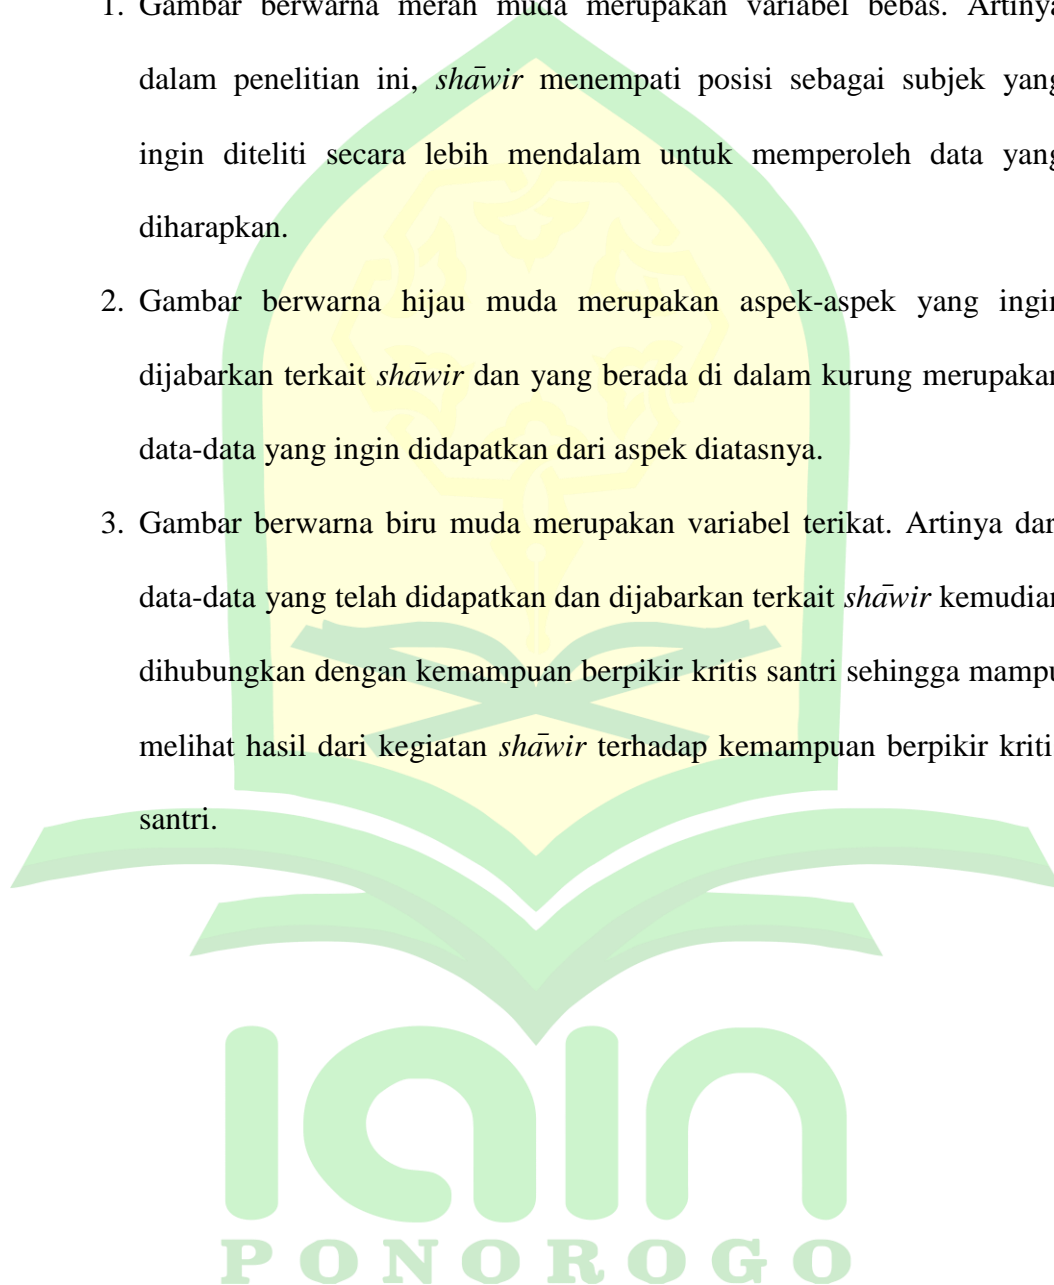 1. Gambar berwarna merah muda merupakan variabel bebas. Artinya
dalam penelitian ini, shāwir menempati posisi sebagai subjek yang
ingin diteliti secara lebih mendalam untuk memperoleh data yang
diharapkan.
2. Gambar berwarna hijau muda merupakan aspek-aspek yang ingin
dijabarkan terkait shāwir dan yang berada di dalam kurung merupakan
data-data yang ingin didapatkan dari aspek diatasnya.
3. Gambar berwarna biru muda merupakan variabel terikat. Artinya dari
data-data yang telah didapatkan dan dijabarkan terkait shāwir kemudian
dihubungkan dengan kemampuan berpikir kritis santri sehingga mampu
melihat hasil dari kegiatan shāwir terhadap kemampuan berpikir kritis
santri.
IAIN
PONOROGO